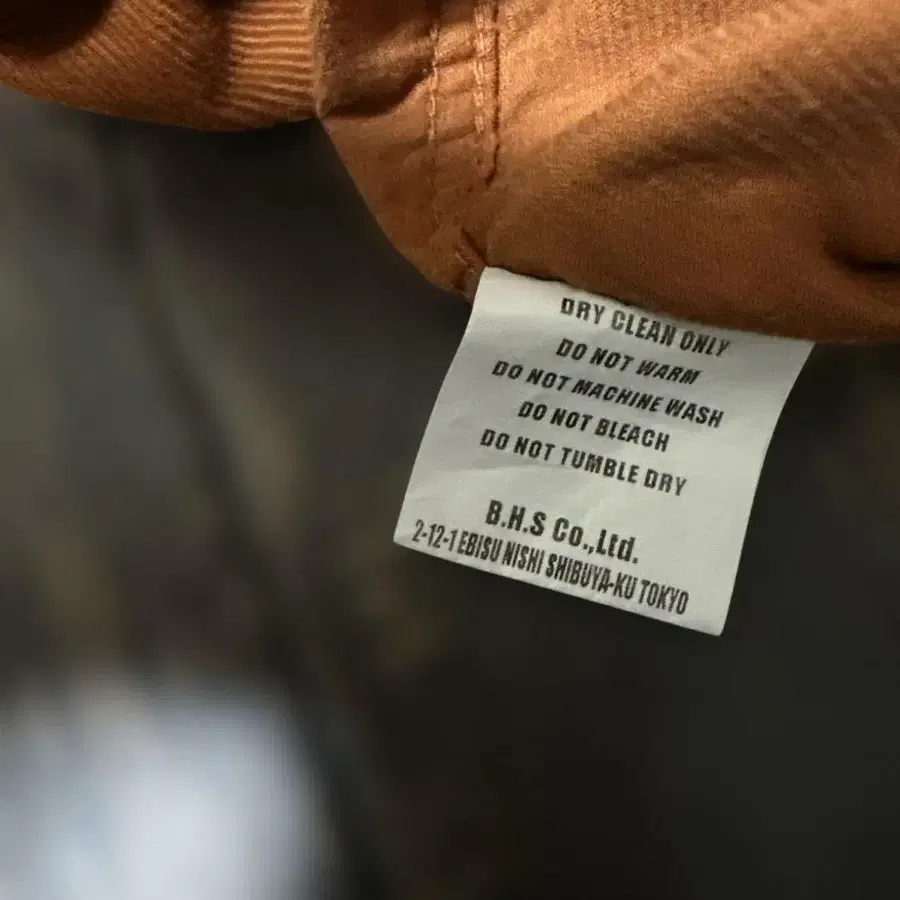 DRY CLEAN ONLY
DO NOT WARM
DO NOT MACHINE WASH
DO NOT BLEACH
DO NOT TUMBLE DRY
B.H.S Co.,Ltd.
2-12-1 EBISU NISHI SHIBUYA-KU TOKYO